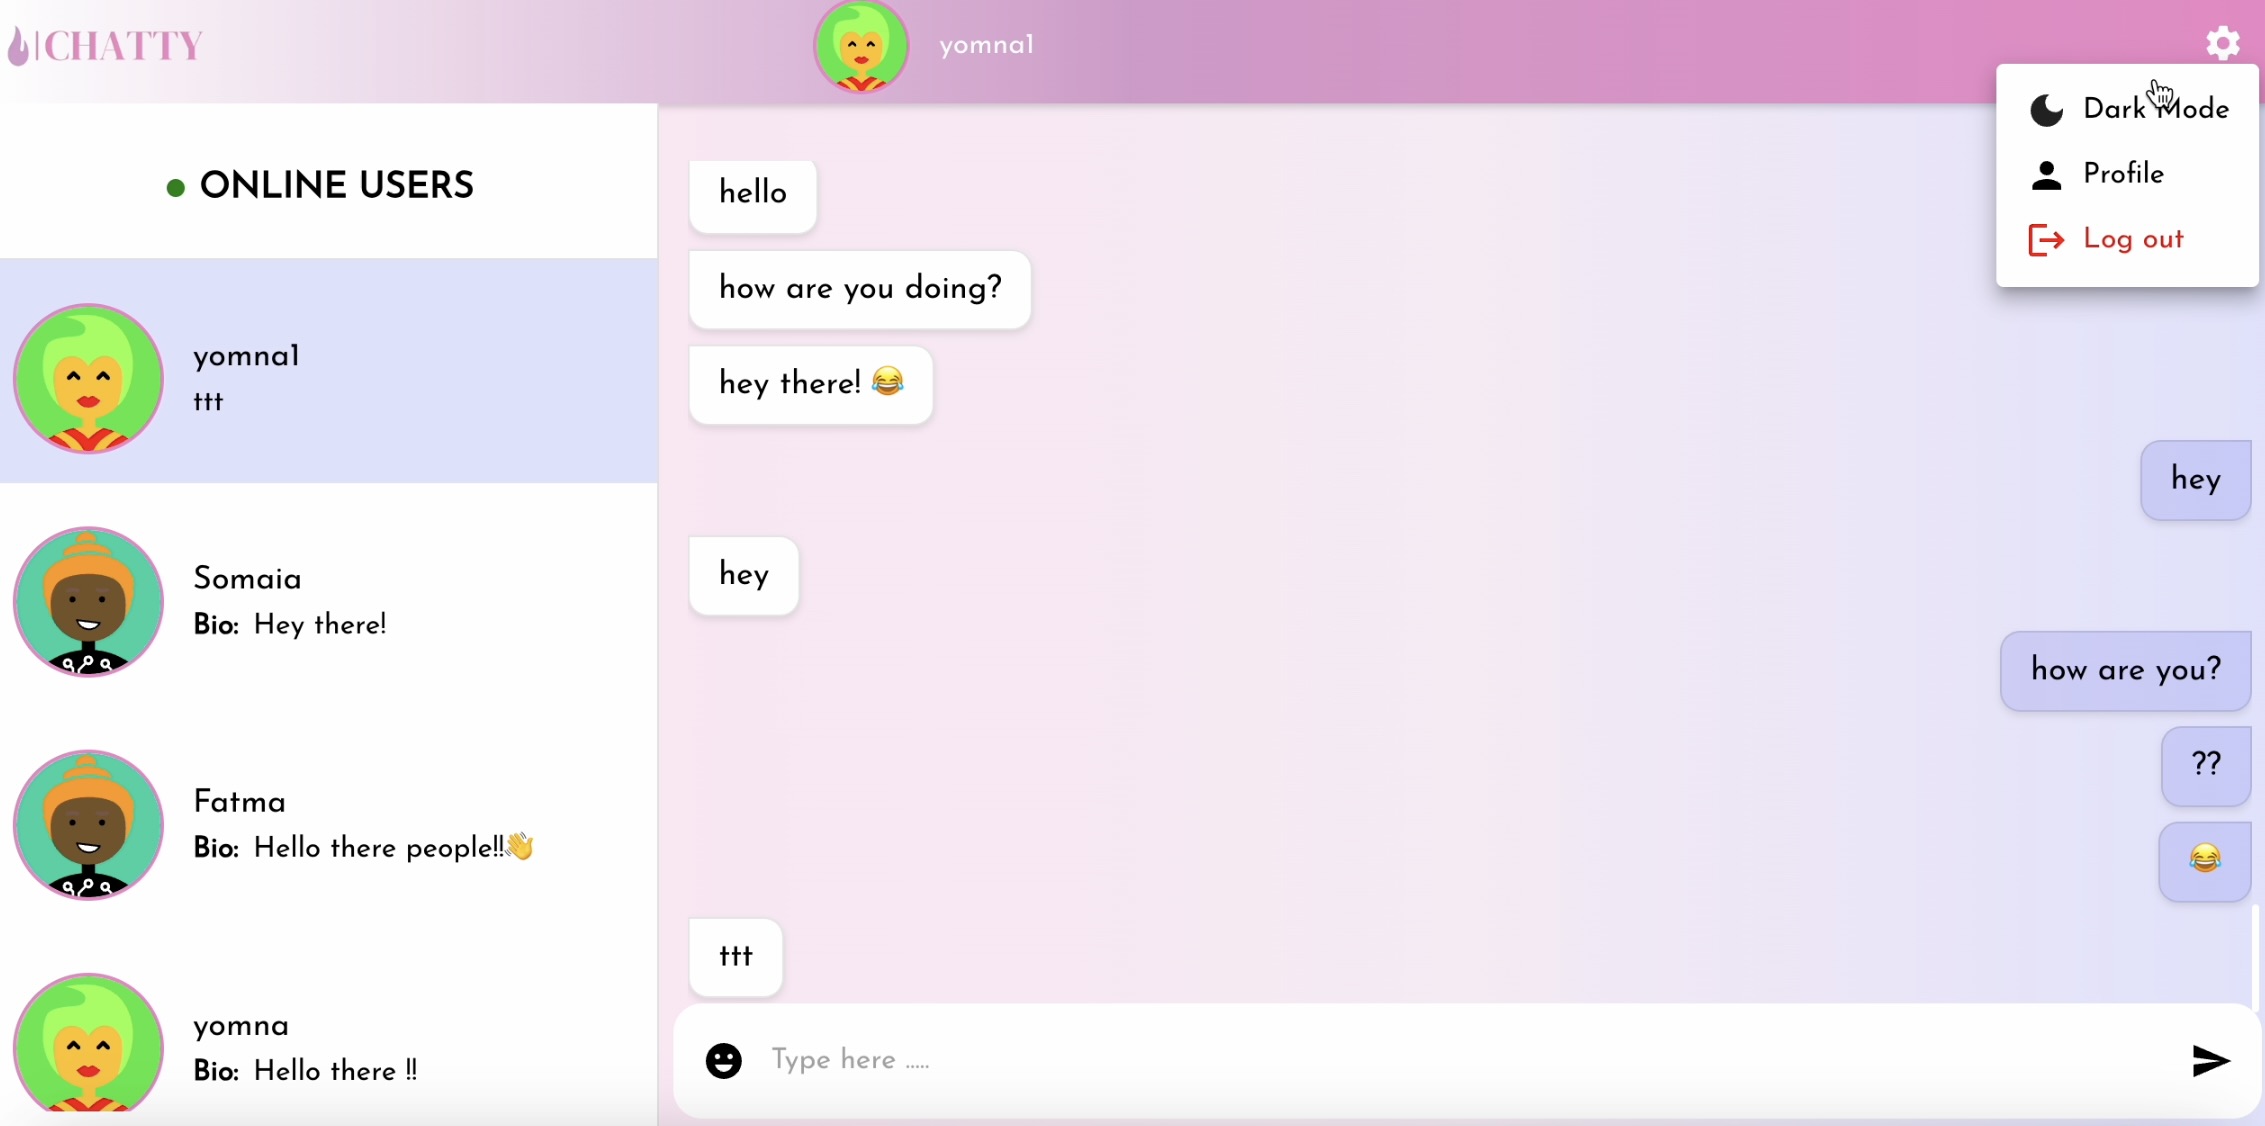 CHATTY
yomna1
Dark Mode
Profile
Log out
ONLINE USERS
yomna1
ttt
Somaia
Bio: Hey there!
Fatma
Bio: Hello there people!!👋
yomna
Bio: Hello there !!
hello
how are you doing?
hey there! 😂
hey
hey
how are you?
??
😂
ttt
Type here .....